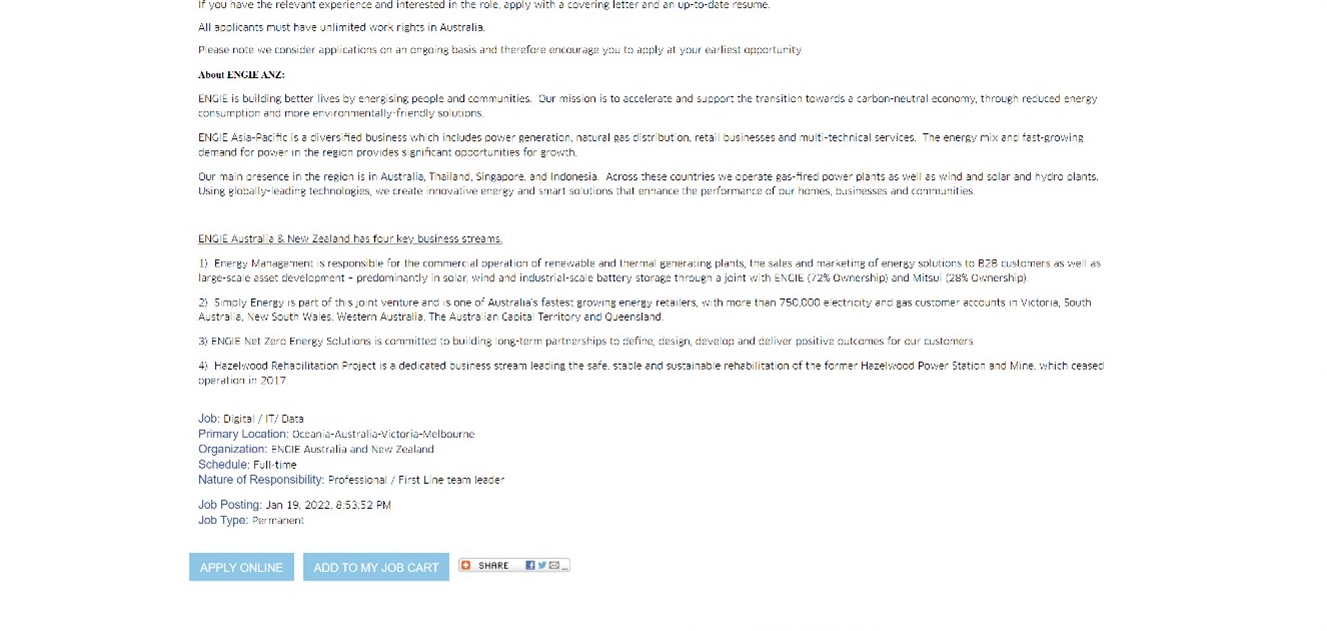 If you have the relevant experience and interested in the role, apply with a covering letter and an up-to-date resume.
All applicants must have unlimited work rights in Australia.
Please note we consider applications on an ongoing basis and therefore encourage you to apply at your earliest opportunity
About ENGIE ANZ:
ENGIE is building better lives by energising people and communities. Our mission is to accelerate and support the transition towards a carbon-neutral economy, through reduced energy
consumption and more environmentally-friendly solutions.
ENGIE Asia-Pacific is a diversified business which includes power generation, natural gas distribution, retail businesses and multi-technical services. The energy mix and fast-growing
demand for power in the region provides significant opportunities for growth.
Our main presence in the region is in Australia, Thailand, Singapore, and Indonesia. Across these countries we operate gas-fired power plants as well as wind and solar and hydro plants.
Using globally-leading technologies, we create innovative energy and smart solutions that enhance the performance of our homes, businesses and communities.
ENGIE Australia & New Zealand has four key business streams.
1) Energy Management is responsible for the commercial operation of renewable and thermal generating plants, the sales and marketing of energy solutions to B2B customers as well as
large-scale asset development – predominantly in solar, wind and industrial-scale battery storage through a joint with ENGIE (72% Ownership) and Mitsui (28% Ownership).
2) Simply Energy is part of this joint venture and is one of Australia's fastest growing energy retailers, with more than 750,000 electricity and gas customer accounts in Victoria, South
Australia, New South Wales, Western Australia, The Australian Capital Territory and Queensland.
3) ENGIE Net Zero Energy Solutions is committed to building long-term partnerships to define, design, develop and deliver positive outcomes for our customers
4) Hazelwood Rehabilitation Project is a dedicated business stream leading the safe, stable and sustainable rehabilitation of the former Hazelwood Power Station and Mine, which ceased
operation in 2017
Job: Digital / IT/ Data
Primary Location: Oceania-Australia-Victoria-Melbourne
Organization: ENGIE Australia and New Zealand
Schedule: Full-time
Nature of Responsibility: Professional / First Line team leader
Job Posting: Jan 19, 2022, 8:53:52 PM
Job Type: Permanent
APPLY ONLINE ADD TO MY JOB CART SHARE